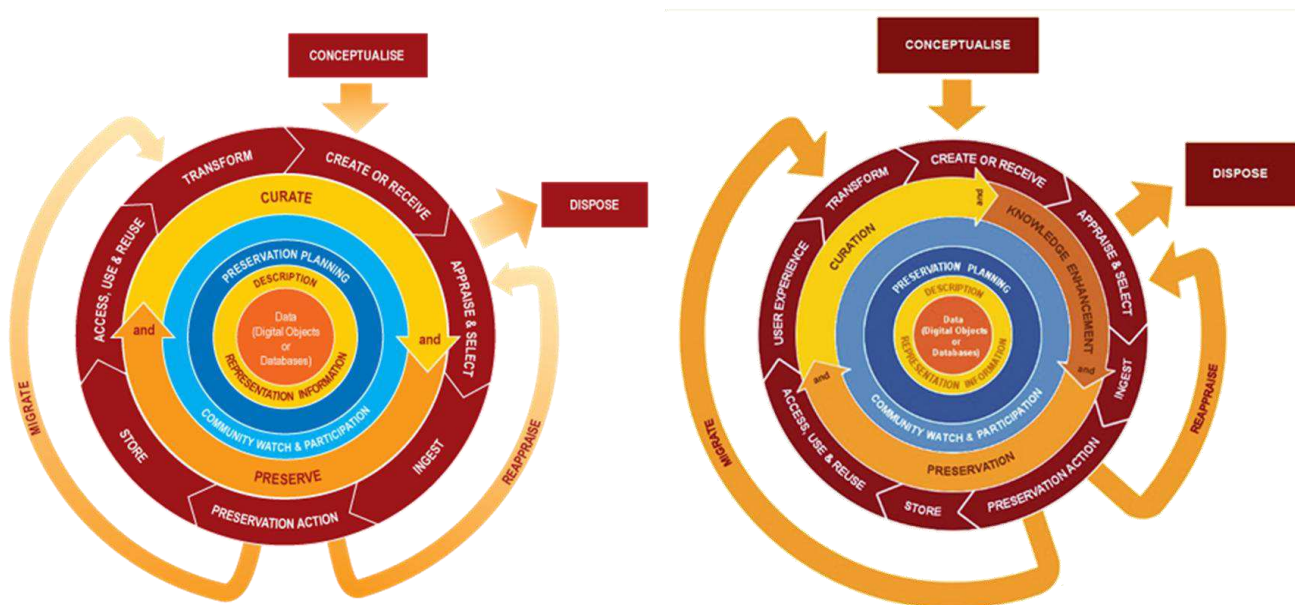 CONCEPTUALISE
DISPOSE
TRANSFORM
CREATE OR RECEIVE
APPRAISE & SELECT
INGEST
PRESERVATION ACTION
STORE
ACCESS, USE & REUSE
CURATE
and
PRESERVE
and
COMMUNITY WATCH & PARTICIPATION
PRESERVATION PLANNING
DESCRIPTION
REPRESENTATION INFORMATION
Data
(Digital Objects
or
Databases)
MIGRATE
REAPPRAISE
CONCEPTUALISE
DISPOSE
TRANSFORM
CREATE OR RECEIVE
APPRAISE & SELECT
INGEST
PRESERVATION ACTION
STORE
ACCESS, USE & REUSE
USER EXPERIENCE
CURATION
and
KNOWLEDGE ENHANCEMENT
and
PRESERVATION
and
COMMUNITY WATCH & PARTICIPATION
PRESERVATION PLANNING
DESCRIPTION
REPRESENTATION INFORMATION
Data
(Digital Objects
or
Databases)
MIGRATE
REAPPRAISE